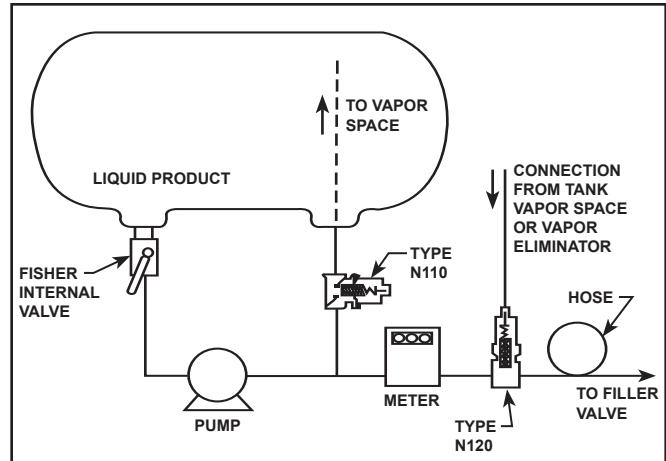 TO VAPOR
SPACE
LIQUID PRODUCT
CONNECTION
FROM TANK
VAPOR SPACE
OR VAPOR
ELIMINATOR
TYPE
N110
FISHER
INTERNAL
VALVE
HOSE
METER
TO FILLER
VALVE
PUMP
TYPE
N120